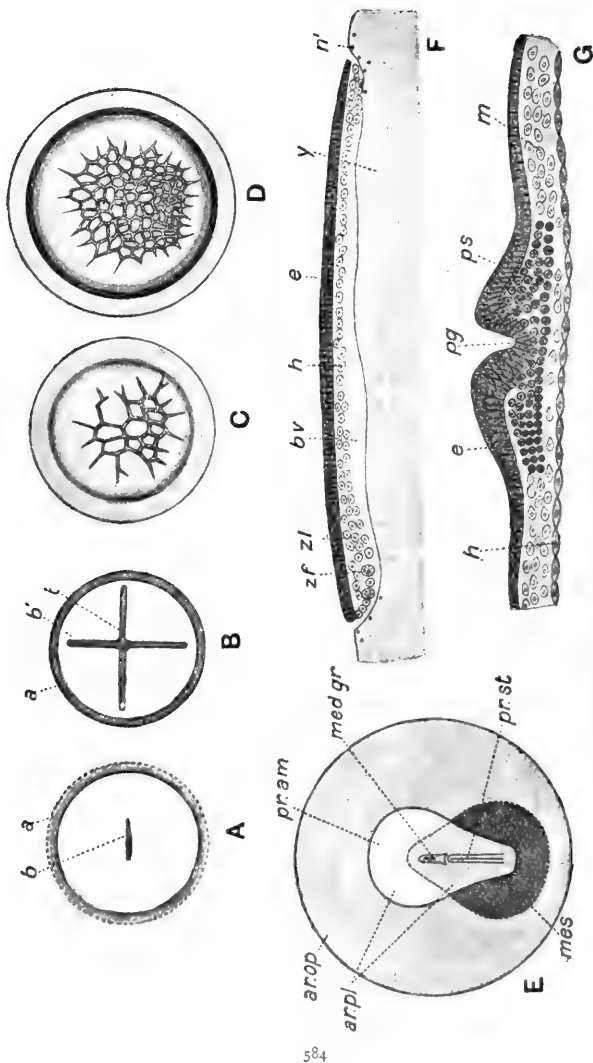 b a
A
a b' t
B
C
D
ar.op
ar.pl
pr.am
med gr
pr.st
mes
E
zf zl bv h e y n'
F
h e pg ps m
G
584